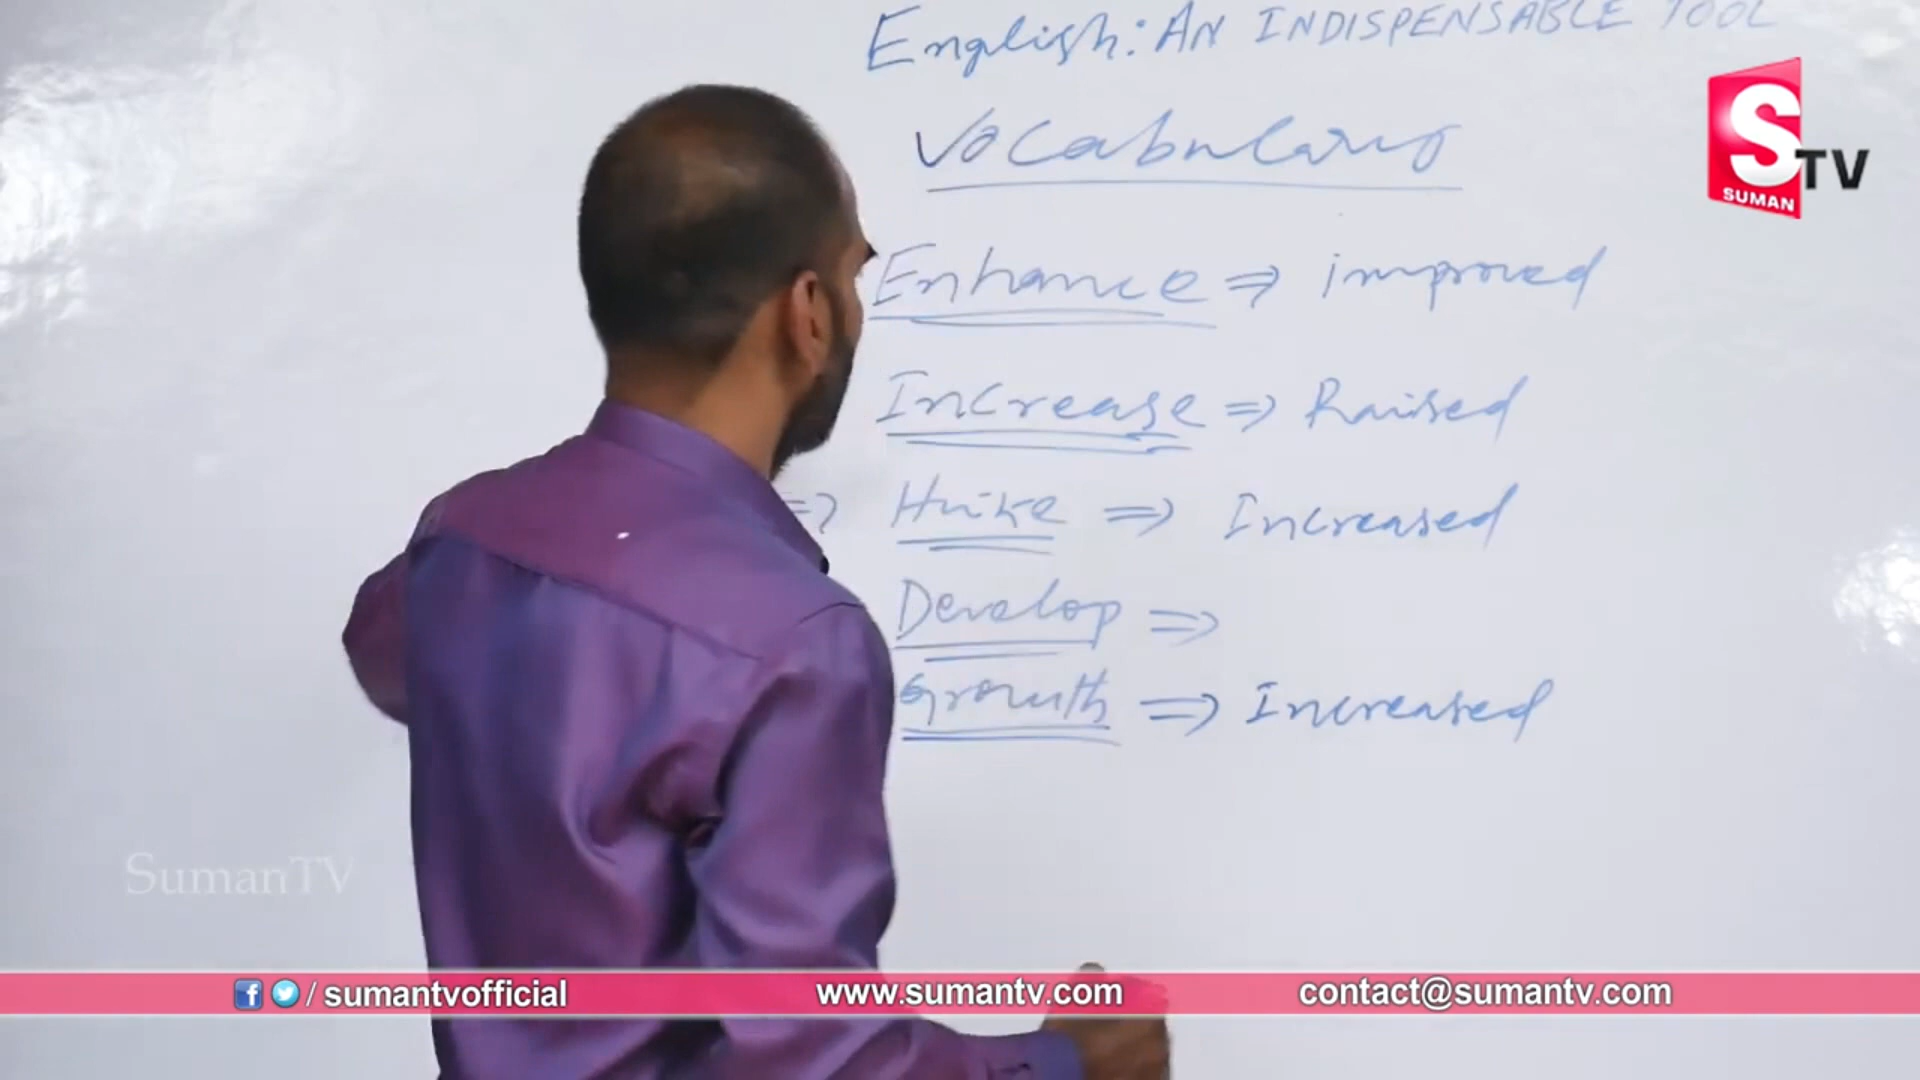 English: AN INDISPENSABLE TOOL
Vocabulary
S TV
SUMAN
Enhance ⇒ improved
Increase ⇒ Raised
⇒ Hike ⇒ Increased
Develop ⇒
Growth ⇒ Increased
SumanTV
/ sumantvofficial
www.sumantv.com
contact@sumantv.com